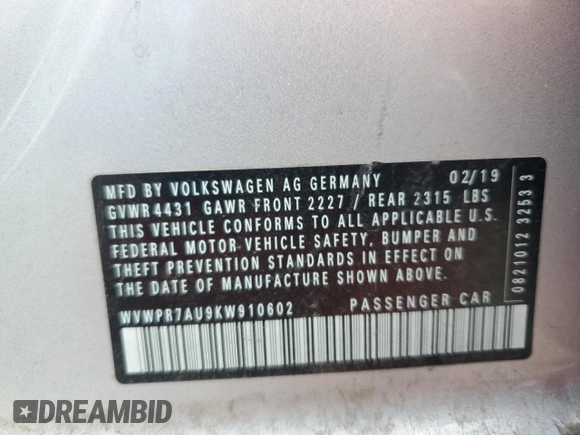 MVFD BY VOLKSWAGEN AG GERMANY 02/19
GVWR 4431 GAWR FRONT 2227 / REAR 2315 LBS
THIS VEHICLE CONFORMS TO ALL APPLICABLE U.S.
FEDERAL MOTOR VEHICLE SAFETY, BUMPER AND
THEFT PREVENTION STANDARDS IN EFFECT ON
THE DATE OF MANUFACTURE SHOWN ABOVE.
WVWPR7AU9KW910602 PASSENGER CAR
0821012 3253 3
DREAMBID